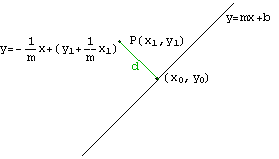 y=mx+b
P(x₁,y₁)
y=-1/m x+(y₁+1/m x₁)
d
(x₀,y₀)